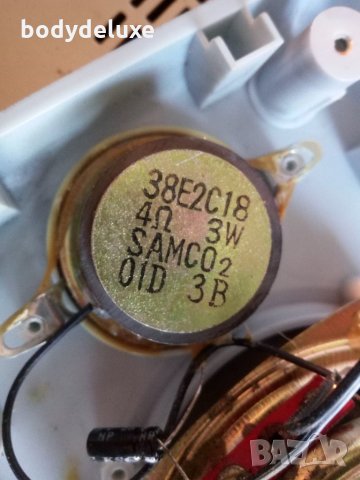 bodydeluxe
38E2C18
4Ω 3W
SAMCO₂
01D 3B
BAZAR